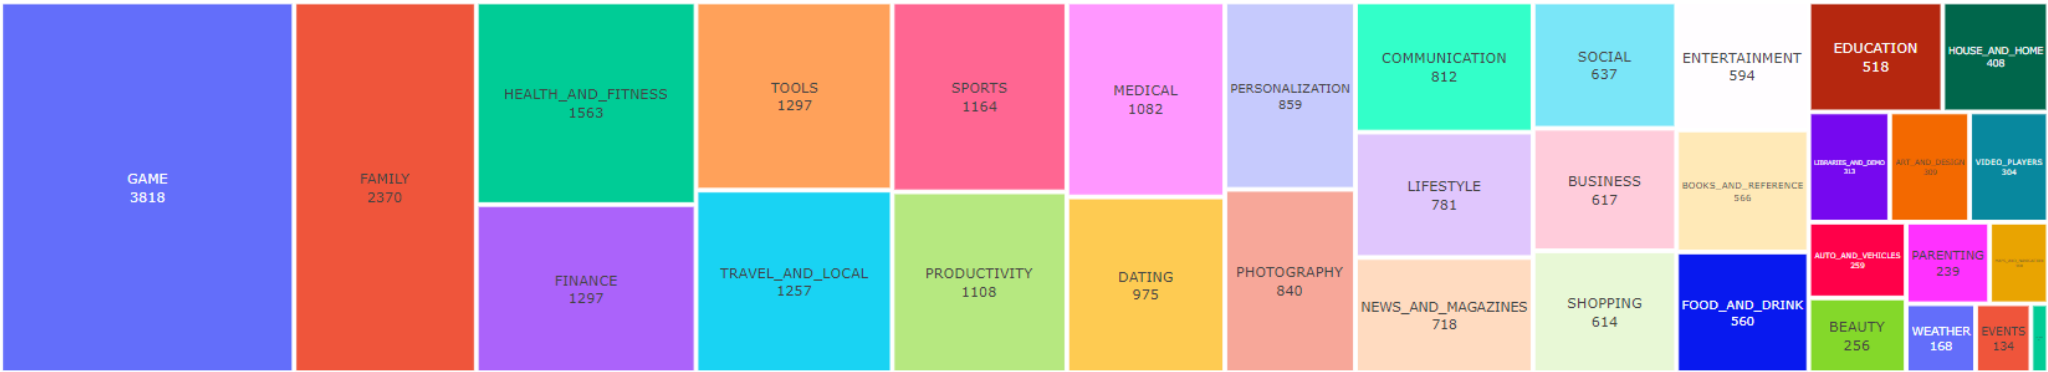 GAME
3818
FAMILY
2370
HEALTH_AND_FITNESS
1563
FINANCE
1297
TOOLS
1297
TRAVEL_AND_LOCAL
1257
SPORTS
1164
PRODUCTIVITY
1108
MEDICAL
1082
DATING
975
PERSONALIZATION
859
PHOTOGRAPHY
840
COMMUNICATION
812
LIFESTYLE
781
NEWS_AND_MAGAZINES
718
SOCIAL
637
BUSINESS
617
SHOPPING
614
ENTERTAINMENT
594
BOOKS_AND_REFERENCE
566
FOOD_AND_DRINK
560
EDUCATION
518
HOUSE_AND_HOME
408
LIBRARIES_AND_DEMO
313
ART_AND_DESIGN
309
VIDEO_PLAYERS
304
AUTO_AND_VEHICLES
259
BEAUTY
256
PARENTING
239
WEATHER
168
EVENTS
134